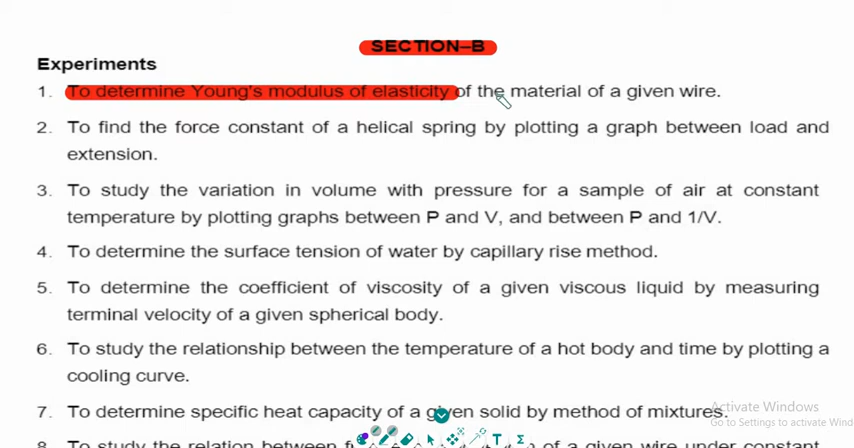 SECTION–B
Experiments
1. To determine Young's modulus of elasticity of the material of a given wire.
2. To find the force constant of a helical spring by plotting a graph between load and
extension.
3. To study the variation in volume with pressure for a sample of air at constant
temperature by plotting graphs between P and V, and between P and 1/V.
4. To determine the surface tension of water by capillary rise method.
5. To determine the coefficient of viscosity of a given viscous liquid by measuring
terminal velocity of a given spherical body.
6. To study the relationship between the temperature of a hot body and time by plotting a
cooling curve.
Activate Windows
7. To determine specific heat capacity of a given solid by method of mixtures.
Go to Settings to activate Wind
8. To study the relation between of a given wire under constant